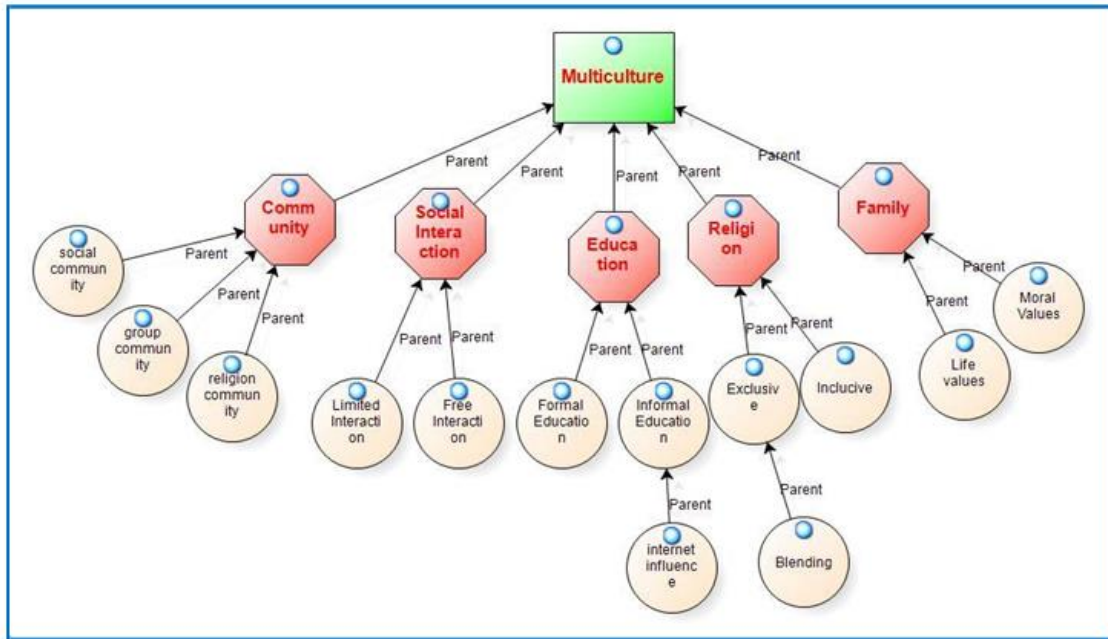 Multiculture
Parent
Parent
Parent
Parent
Parent
Comm
unity
Social
Intera
ction
Educa
tion
Religi
on
Family
social
commun
ity
Parent
group
commun
ity
Parent
religion
commun
ity
Parent
Limited
Interacti
on
Parent
Free
Interacti
on
Parent
Formal
Educatio
n
Parent
Informal
Educatio
n
Parent
Exclusiv
e
Parent
Inclucive
Parent
Life
values
Parent
Moral
Values
Parent
internet
influenc
e
Parent
Blending
Parent